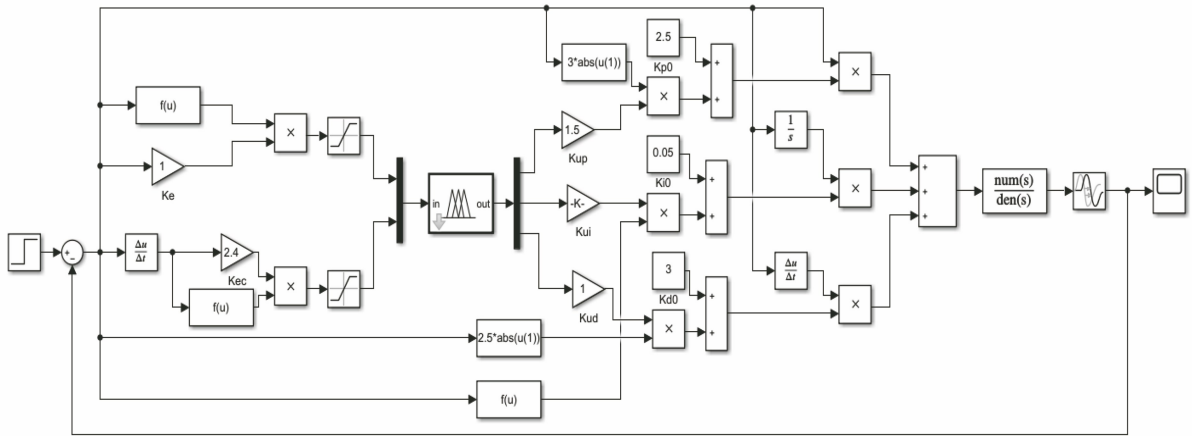 3*abs(u(1))
2.5
+
+
Kp0
×
×
f(u)
×
1
Ke
1.5
Kup
1
s
0.05
+
+
Ki0
×
×
in
out
-K-
Kui
+
+
+
num(s)
den(s)
+
-
Δu
Δt
2.4
Kec
×
f(u)
3
+
+
Kd0
×
1
Kud
Δu
Δt
×
2.5*abs(u(1))
f(u)